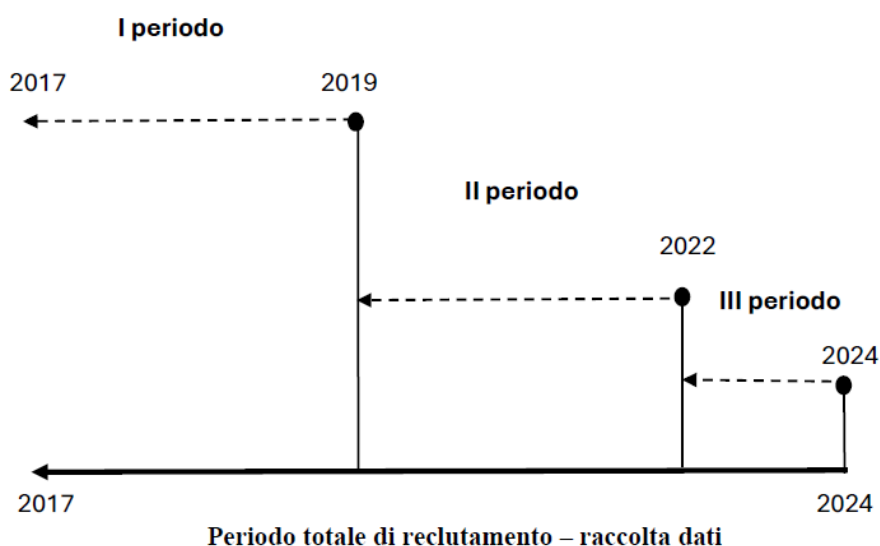 I periodo
2017
2019
II periodo
2022
III periodo
2024
2017
2024
Periodo totale di reclutamento – raccolta dati